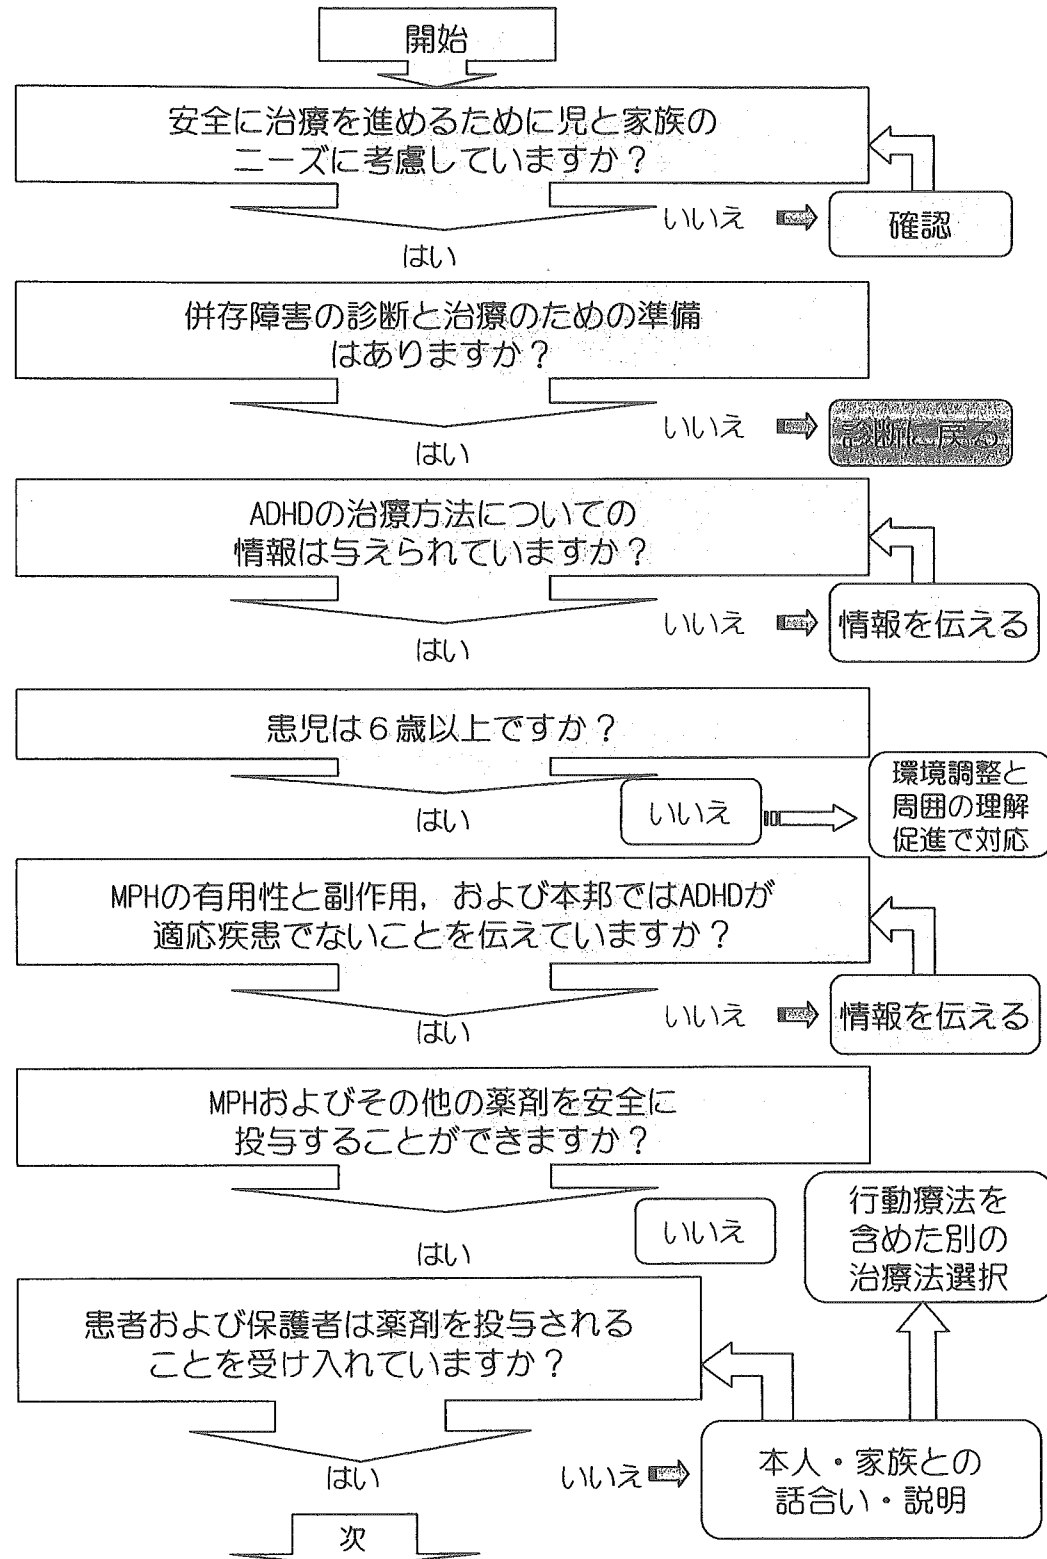 開始
安全に治療を進めるために児と家族の
ニーズに考慮していますか？
いいえ
確認
はい
併存障害の診断と治療のための準備
はありますか？
いいえ
診断に戻る
はい
ADHDの治療方法についての
情報は与えられていますか？
いいえ
情報を伝える
はい
患児は６歳以上ですか？
はい
いいえ
環境調整と
周囲の理解
促進で対応
MPHの有用性と副作用，および本邦ではADHDが
適応疾患でないことを伝えていますか？
はい
いいえ
情報を伝える
MPHおよびその他の薬剤を安全に
投与することができますか？
いいえ
はい
行動療法を
含めた別の
治療法選択
患者および保護者は薬剤を投与される
ことを受け入れていますか？
はい
いいえ
本人・家族との
話合い・説明
次